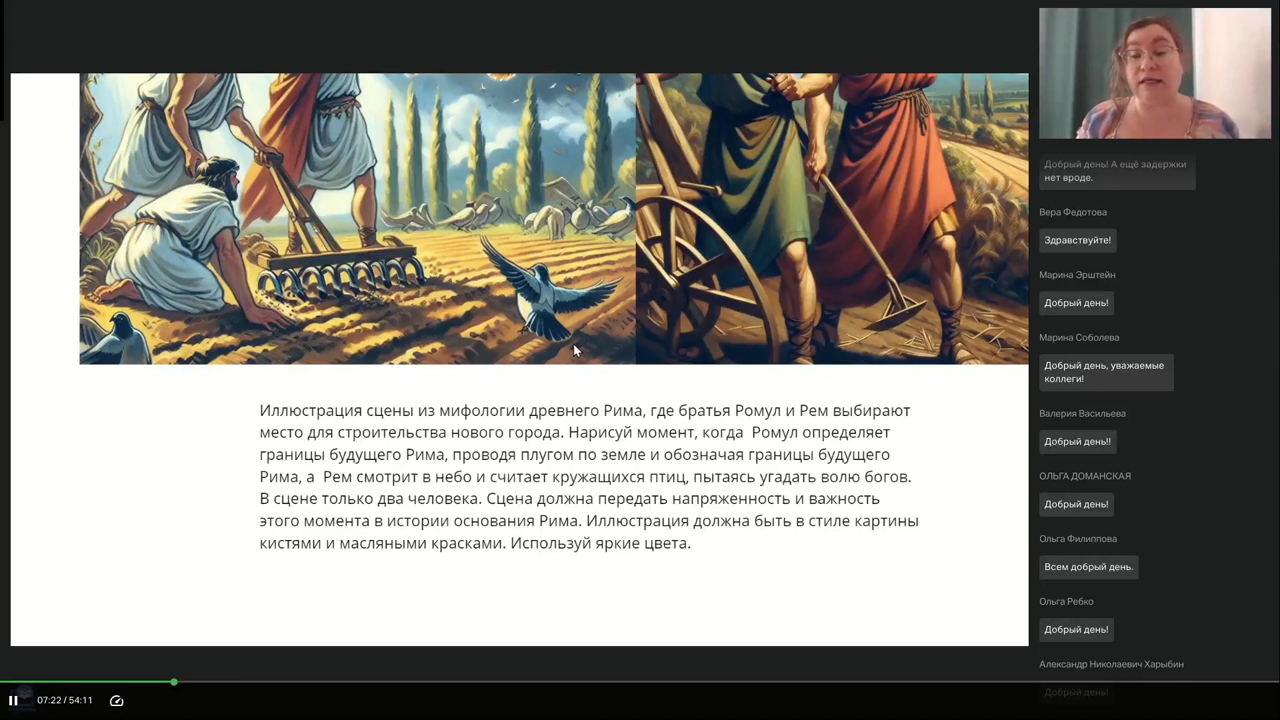 Иллюстрация сцены из мифологии древнего Рима, где братья Ромул и Рем выбирают
место для строительства нового города. Нарисуй момент, когда Ромул определяет
границы будущего Рима, проводя плугом по земле и обозначая границы будущего
Рима, а Рем смотрит в небо и считает кружащихся птиц, пытаясь угадать волю богов.
В сцене только два человека. Сцена должна передать напряженность и важность
этого момента в истории основания Рима. Иллюстрация должна быть в стиле картины
кистями и масляными красками. Используй яркие цвета.
Добрый день! А ещё задержки
нет вроде.
Вера Федотова
Здравствуйте!
Марина Эрштейн
Добрый день!
Марина Соболева
Добрый день, уважаемые
коллеги!
Валерия Васильева
Добрый день!!
ОЛЬГА ДОМАНСКАЯ
Добрый день!
Ольга Филиппова
Всем добрый день.
Ольга Ребко
Добрый день!
Александр Николаевич Харыбин
Добрый день!
07:22 / 54:11